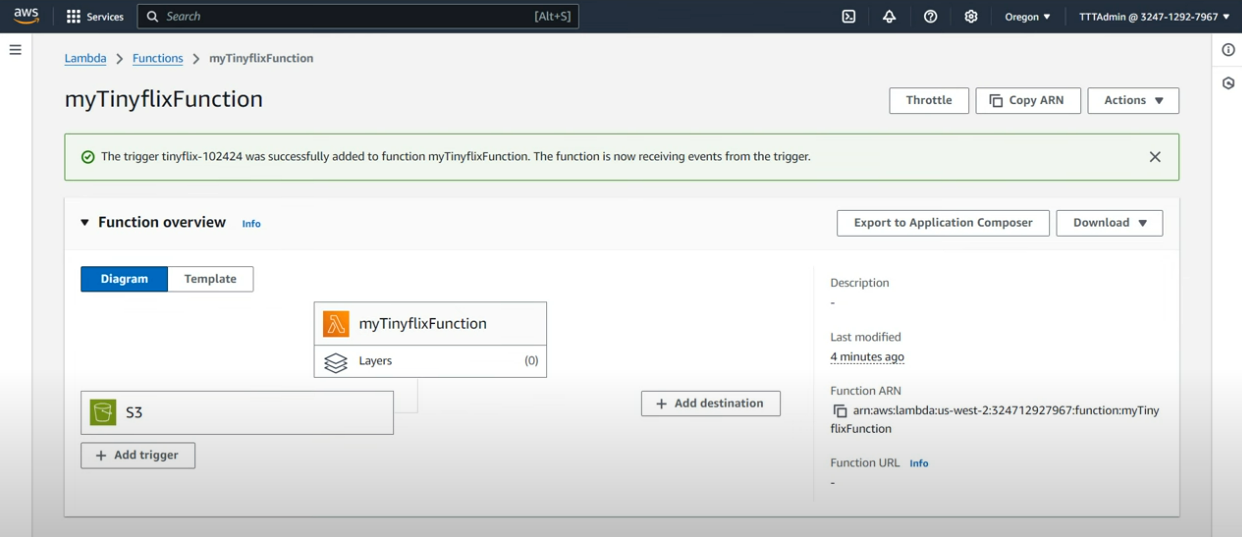 aws Services Search [Alt+S] Oregon TTTAdmin @ 3247-1292-7967
Lambda > Functions > myTinyflixFunction
myTinyflixFunction
Throttle Copy ARN Actions
The trigger tinyflix-102424 was successfully added to function myTinyflixFunction. The function is now receiving events from the trigger.
Function overview Info
Export to Application Composer Download
Diagram Template
myTinyflixFunction
Layers (0)
S3
+ Add trigger
+ Add destination
Description
-
Last modified
4 minutes ago
Function ARN
arn:aws:lambda:us-west-2:324712927967:function:myTiny
flixFunction
Function URL Info
-